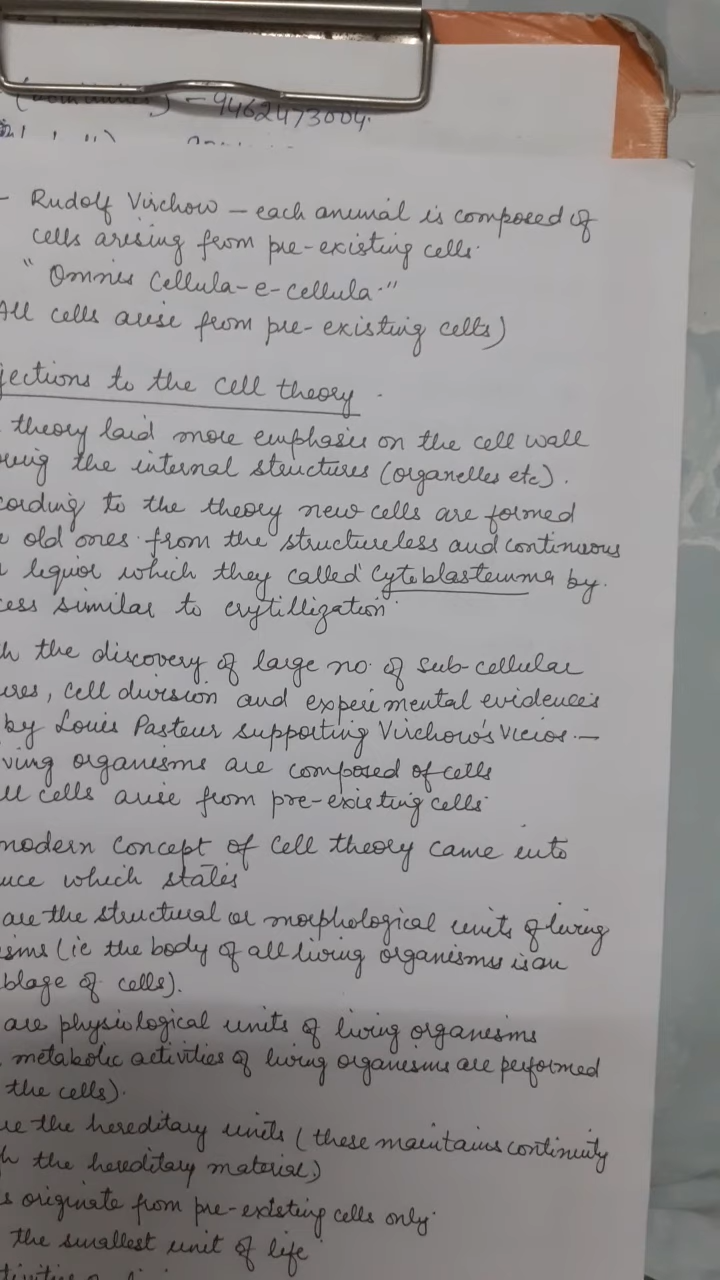 - 9462473004.
- Rudolf Virchow – each animal is composed of
cells arising from pre-existing cells.
" Omnis Cellula-e-cellula."
All cells arise from pre-existing cells)
jections to the cell theory.
theory laid more emphasis on the cell wall
the internal structures (organelles etc).
cording to the theory new cells are formed
old ones from the structureless and continuous
liquor which they called Cytoblastemma by
cess similar to crytillization
h the discovery of large no. of sub-cellular
ures, cell division and experimental evidences
by Louis Pasteur supporting Virchow's views. –
ving organisms are composed of cells
ll cells arise from pre-existing cells
modern concept of cell theory came into
nce which states
are the structural or morphological units of living
isms (ie the body of all living organisms is an
blage of cells).
are physiological units of living organisms
metabolic activities of living organisms are performed
the cells).
re the hereditary units (these maintains continuity
h the hereditary material)
s originate from pre-existing cells only
the smallest unit of life